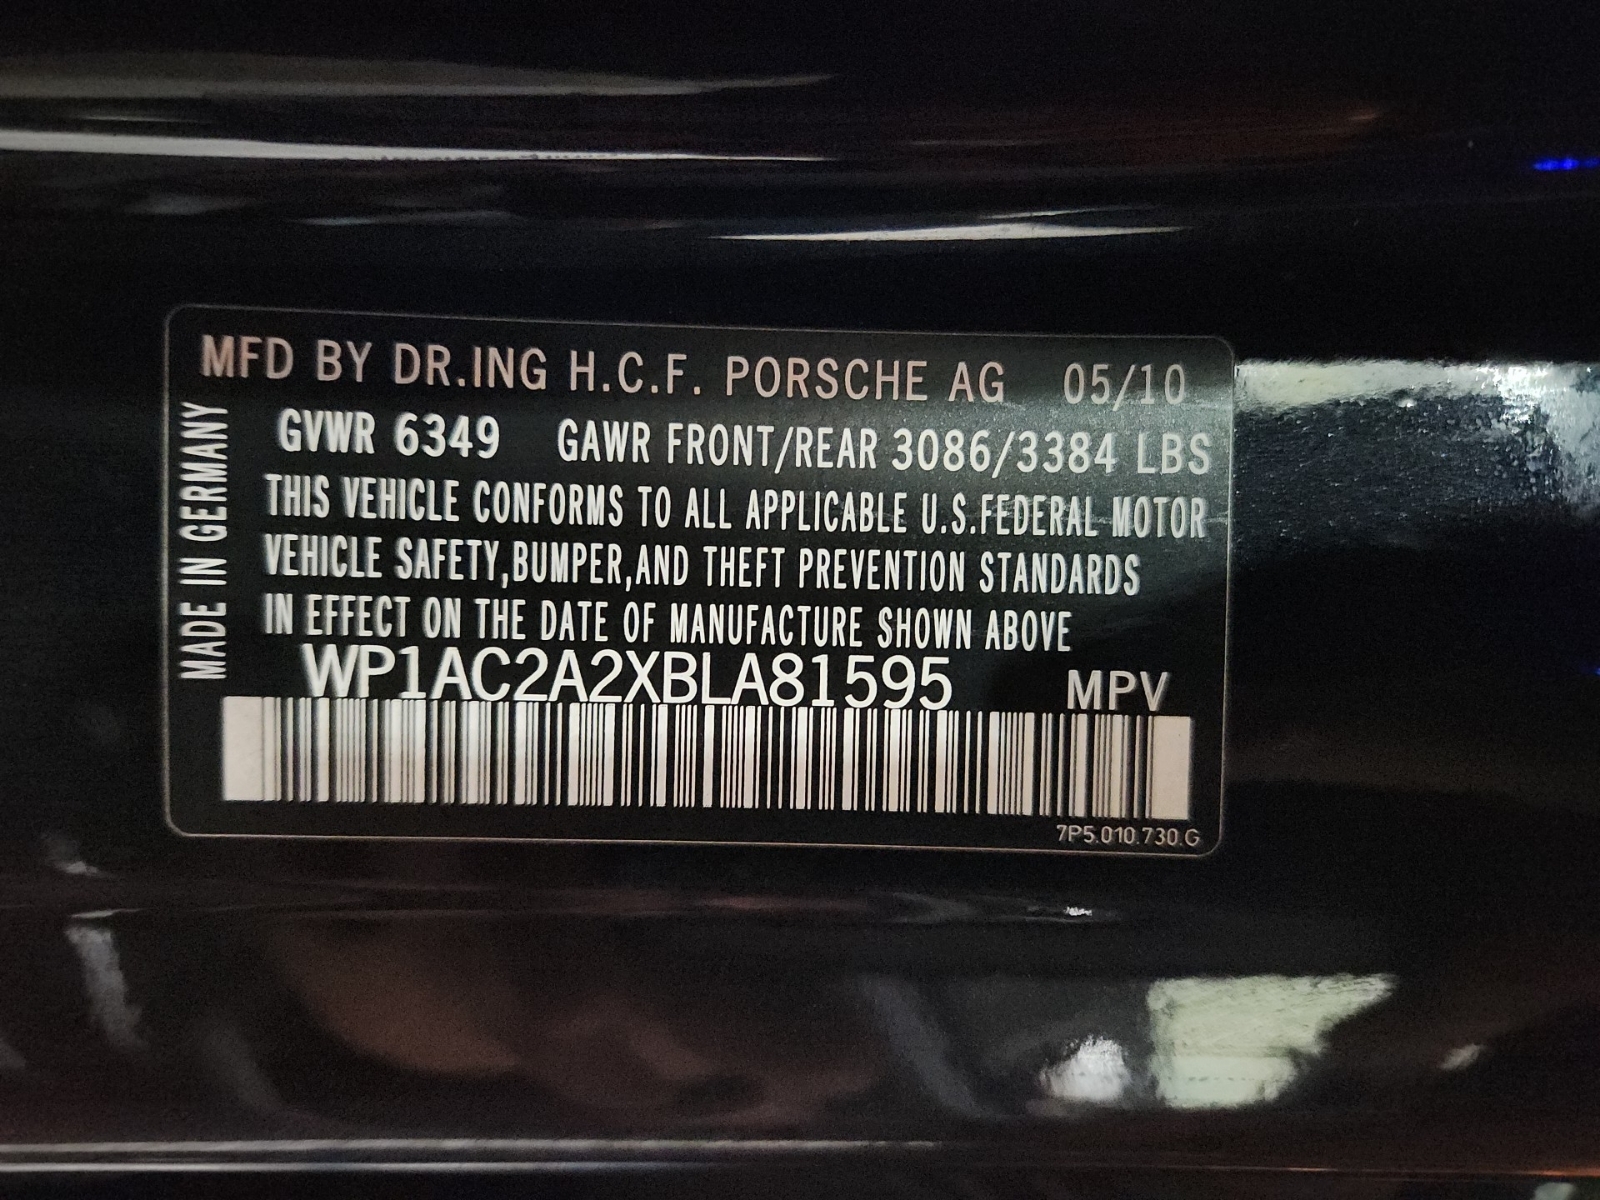 MFD BY DR.ING H.C.F. PORSCHE AG 05/10
GVWR 6349 GAWR FRONT/REAR 3086/3384 LBS
THIS VEHICLE CONFORMS TO ALL APPLICABLE U.S.FEDERAL MOTOR
VEHICLE SAFETY,BUMPER,AND THEFT PREVENTION STANDARDS
IN EFFECT ON THE DATE OF MANUFACTURE SHOWN ABOVE
WP1AC2A2XBLA81595 MPV
7P5.010.730.G
MADE IN GERMANY